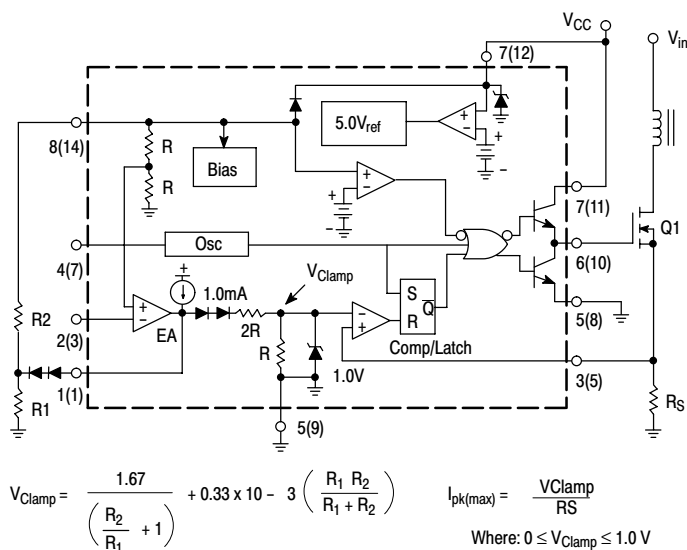 VCC
Vin
7(12)
5.0Vref
+
−
+
−
8(14)
R
Bias
R
+
−
+
−
7(11)
Q1
4(7)
Osc
6(10)
+
VClamp
1.0mA
S
Q
R
5(8)
R2
+
−
2(3)
EA
2R
−
+
Comp/Latch
R
1.0V
3(5)
1(1)
R1
RS
5(9)
VClamp = 1.67 / (R2/R1 + 1) + 0.33 x 10 − 3 (R1 R2 / R1 + R2)
Ipk(max) = VClamp / RS
Where: 0 ≤ VClamp ≤ 1.0 V